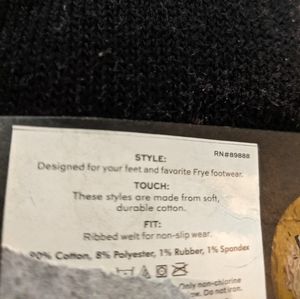 RN#89888
STYLE:
Designed for your feet and favorite Frye footwear.
TOUCH:
These styles are made from soft,
durable cotton.
FIT:
Ribbed welt for non-slip wear.
90% Cotton, 8% Polyester, 1% Rubber, 1% Spandex
Only non-chlorine
Do not iron.